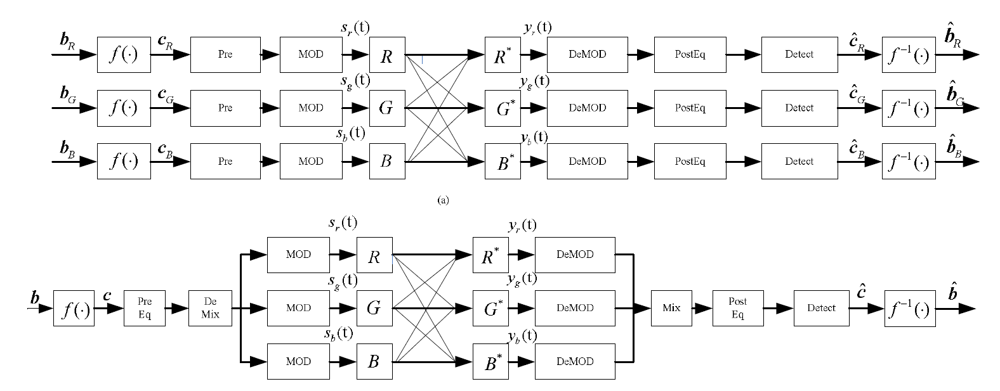 s_r(t) y_r(t)
b_R f(·) c_R Pre MOD R R* DeMOD PostEq Detect ĉ_R f⁻¹(·) b̂_R
s_g(t) y_g(t)
b_G f(·) c_G Pre MOD G G* DeMOD PostEq Detect ĉ_G f⁻¹(·) b̂_G
s_b(t) y_b(t)
b_B f(·) c_B Pre MOD B B* DeMOD PostEq Detect ĉ_B f⁻¹(·) b̂_B
(a)
s_r(t) y_r(t)
MOD R R* DeMOD
s_g(t) y_g(t)
b f(·) c Pre Eq De Mix MOD G G* DeMOD Mix Post Eq Detect ĉ f⁻¹(·) b̂
s_b(t) y_b(t)
MOD B B* DeMOD